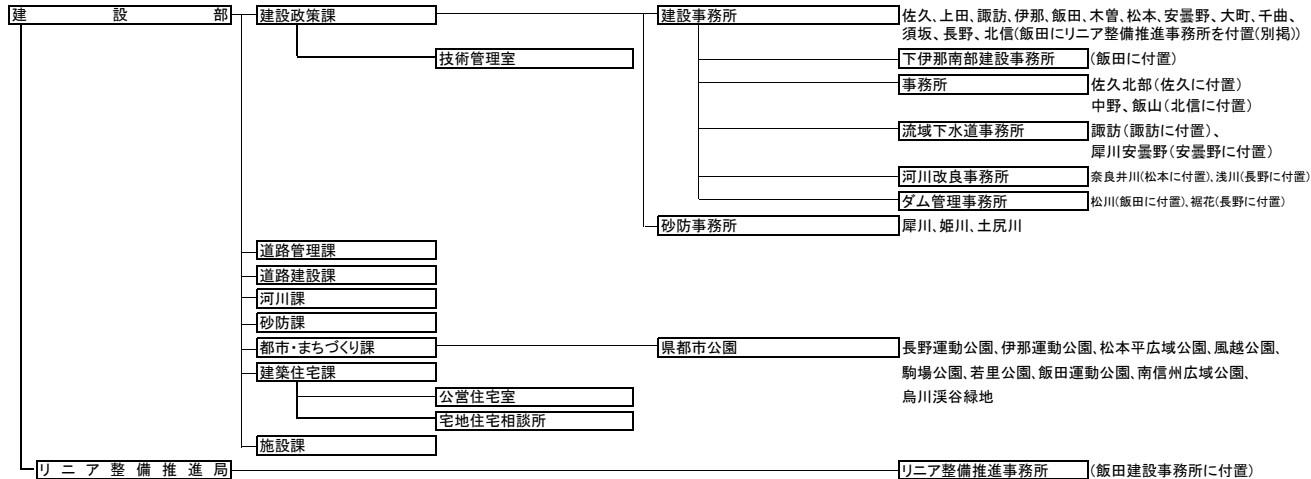 建設部
建設政策課
建設事務所
佐久、上田、諏訪、伊那、飯田、木曽、松本、安曇野、大町、千曲、
須坂、長野、北信(飯田にリニア整備推進事務所を付置(別掲))
技術管理室
下伊那南部建設事務所
(飯田に付置)
事務所
佐久北部(佐久に付置)
中野、飯山(北信に付置)
流域下水道事務所
諏訪(諏訪に付置)、
犀川安曇野(安曇野に付置)
河川改良事務所
奈良井川(松本に付置)、浅川(長野に付置)
ダム管理事務所
松川(飯田に付置)、裾花(長野に付置)
砂防事務所
犀川、姫川、土尻川
道路管理課
道路建設課
河川課
砂防課
都市・まちづくり課
県都市公園
長野運動公園、伊那運動公園、松本平広域公園、風越公園、
駒場公園、若里公園、飯田運動公園、南信州広域公園、
烏川渓谷緑地
建築住宅課
公営住宅室
宅地住宅相談所
施設課
リニア整備推進局
リニア整備推進事務所
(飯田建設事務所に付置)